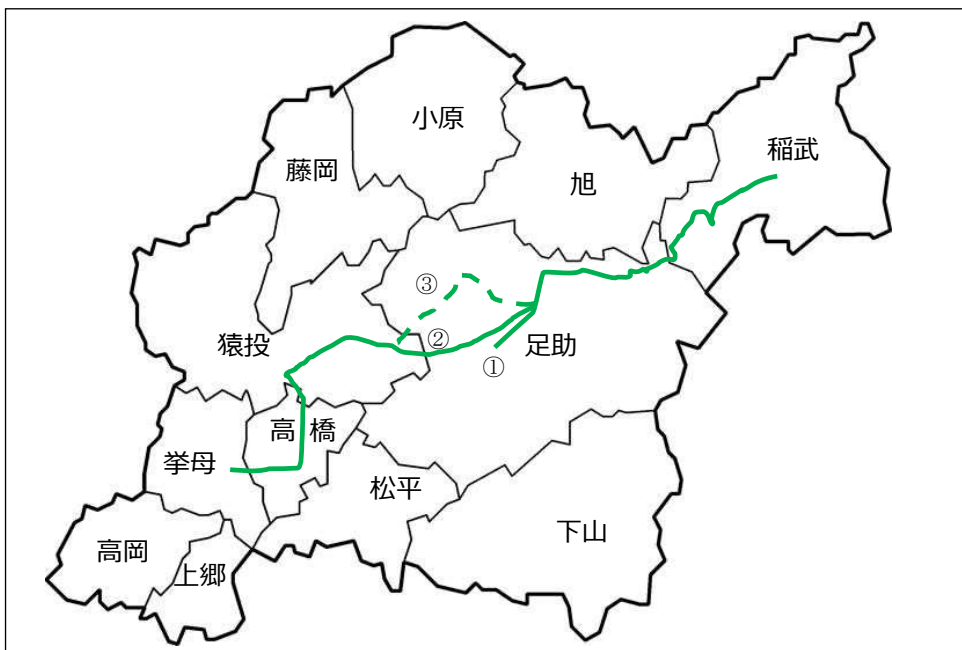 小原
稲武
藤岡
旭
③
猿投
②
足助
①
高橋
挙母
松平
下山
高岡
上郷